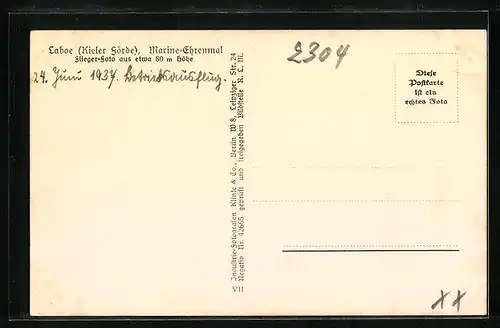 Laboe (Kieler Förde), Marine-Ehrenmal
Flieger-Foto aus etwa 80 m Höhe
24. Juni 1937. Betriebsausflug.
2304
Diese
Postkarte
ist ein
echtes Foto
Industrie-Fotografen Klinke & Co., Berlin W 8, Leipziger Str. 24
Negativ Nr. 42665 geprüft und freigegeben Bildstelle R. L. M.
VII
XX